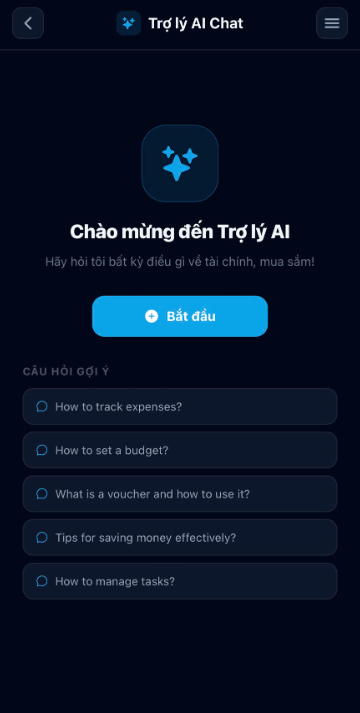 Trợ lý AI Chat
Chào mừng đến Trợ lý AI
Hãy hỏi tôi bất kỳ điều gì về tài chính, mua sắm!
Bắt đầu
CÂU HỎI GỢI Ý
How to track expenses?
How to set a budget?
What is a voucher and how to use it?
Tips for saving money effectively?
How to manage tasks?